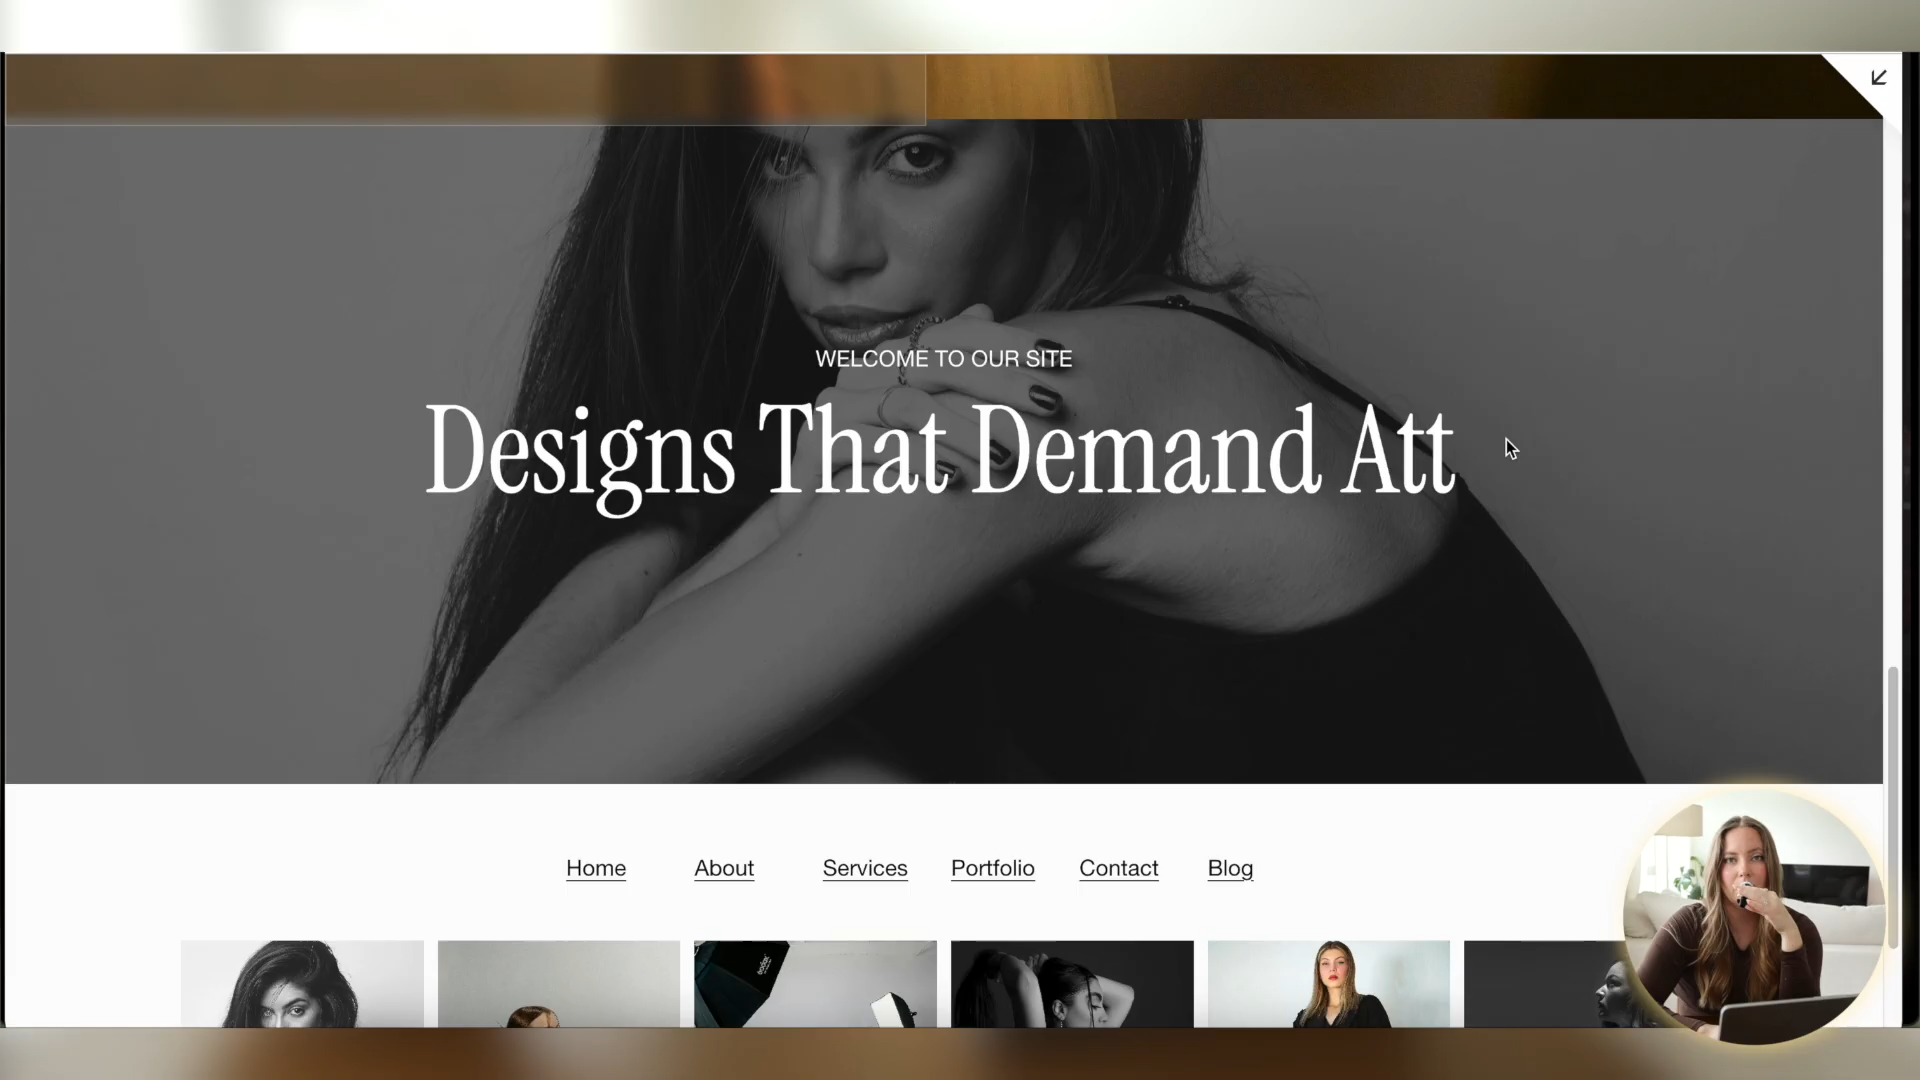 WELCOME TO OUR SITE
Designs That Demand Att
Home About Services Portfolio Contact Blog